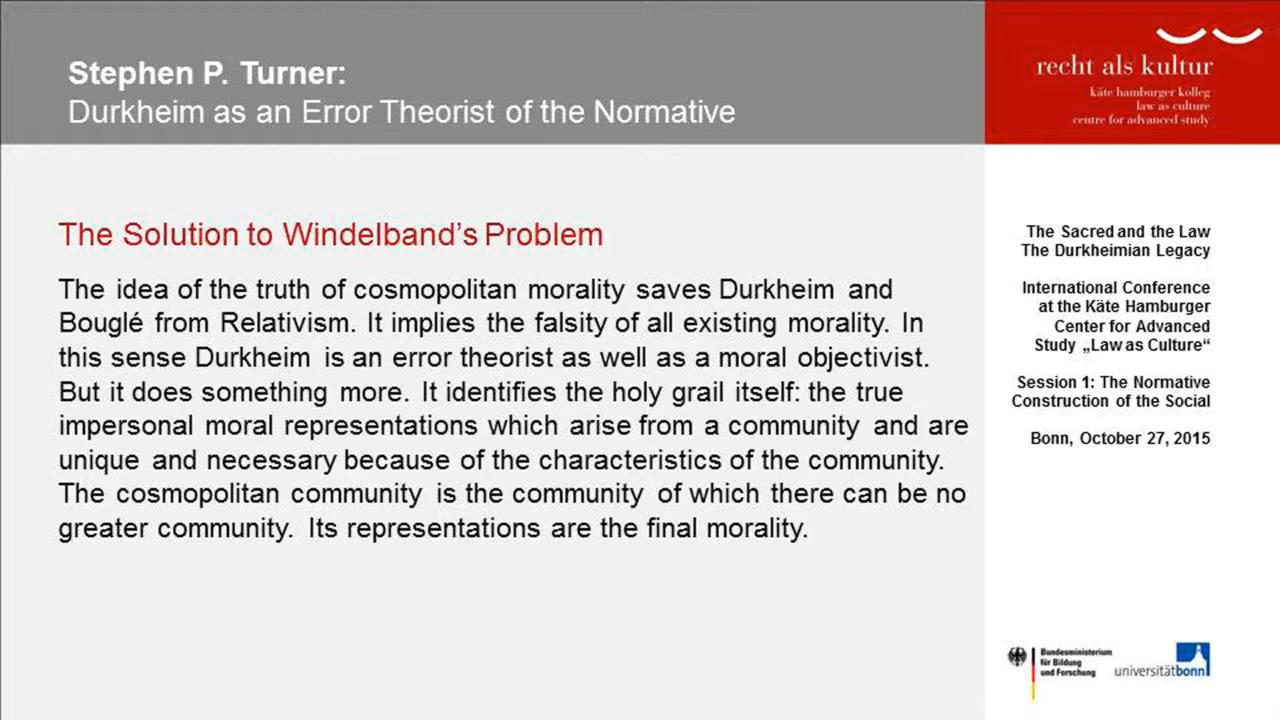 Stephen P. Turner:
Durkheim as an Error Theorist of the Normative
recht als kultur
käte hamburger kolleg
law as culture
centre for advanced study
The Solution to Windelband's Problem
The idea of the truth of cosmopolitan morality saves Durkheim and
Bouglé from Relativism. It implies the falsity of all existing morality. In
this sense Durkheim is an error theorist as well as a moral objectivist.
But it does something more. It identifies the holy grail itself: the true
impersonal moral representations which arise from a community and are
unique and necessary because of the characteristics of the community.
The cosmopolitan community is the community of which there can be no
greater community. Its representations are the final morality.
The Sacred and the Law
The Durkheimian Legacy
International Conference
at the Käte Hamburger
Center for Advanced
Study „Law as Culture“
Session 1: The Normative
Construction of the Social
Bonn, October 27, 2015
Bundesministerium
für Bildung
und Forschung
universitätbonn